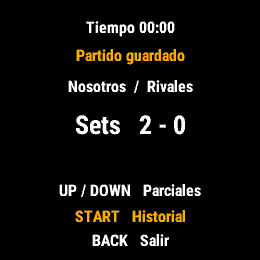 Tiempo 00:00
Partido guardado
Nosotros / Rivales
Sets 2 - 0
UP / DOWN Parciales
START Historial
BACK Salir